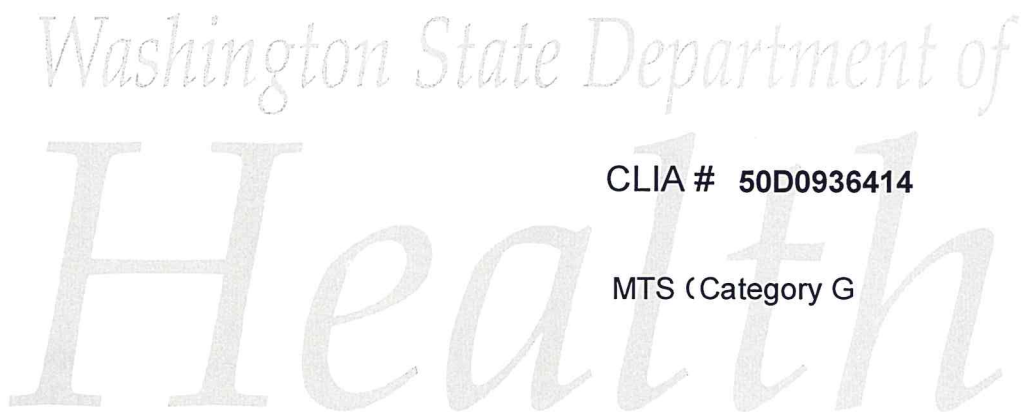 Washington State Department of
Health
CLIA # 50D0936414
MTS (Category G